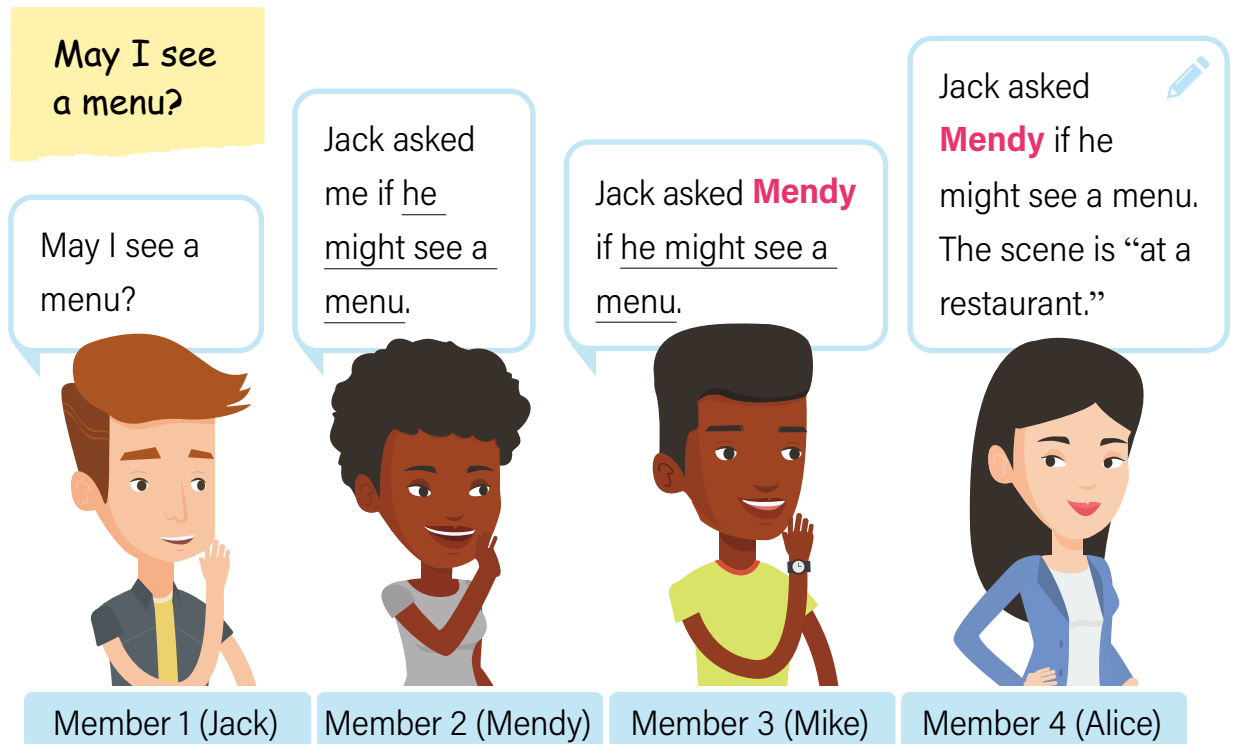 May I see
a menu?
May I see a
menu?
Jack asked
me if he
might see a
menu.
Jack asked Mendy
if he might see a
menu.
Jack asked
Mendy if he
might see a menu.
The scene is “at a
restaurant.”
Member 1 (Jack)
Member 2 (Mendy)
Member 3 (Mike)
Member 4 (Alice)